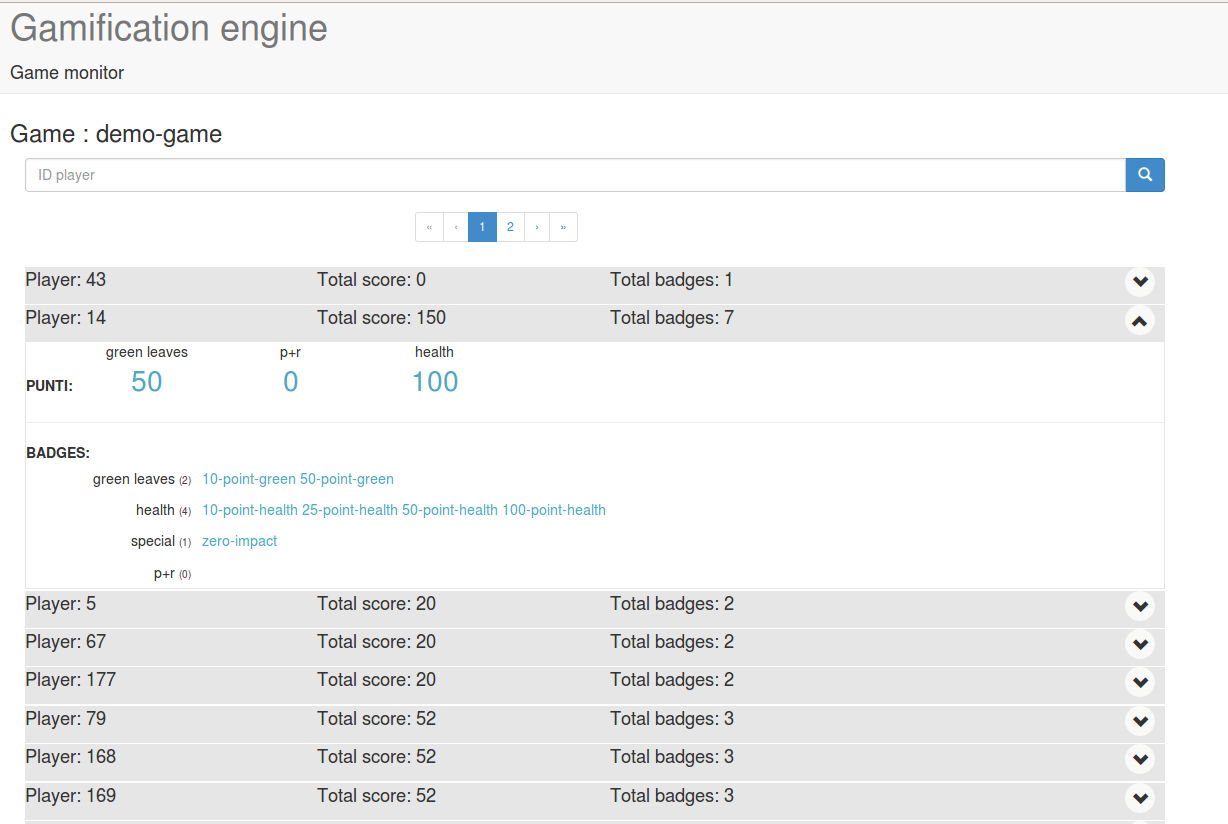 Gamification engine
Game monitor
Game : demo-game
ID player
« ‹ 1 2 › »
Player: 43 Total score: 0 Total badges: 1
Player: 14 Total score: 150 Total badges: 7
green leaves p+r health
PUNTI: 50 0 100
BADGES:
green leaves (2) 10-point-green 50-point-green
health (4) 10-point-health 25-point-health 50-point-health 100-point-health
special (1) zero-impact
p+r (0)
Player: 5 Total score: 20 Total badges: 2
Player: 67 Total score: 20 Total badges: 2
Player: 177 Total score: 20 Total badges: 2
Player: 79 Total score: 52 Total badges: 3
Player: 168 Total score: 52 Total badges: 3
Player: 169 Total score: 52 Total badges: 3